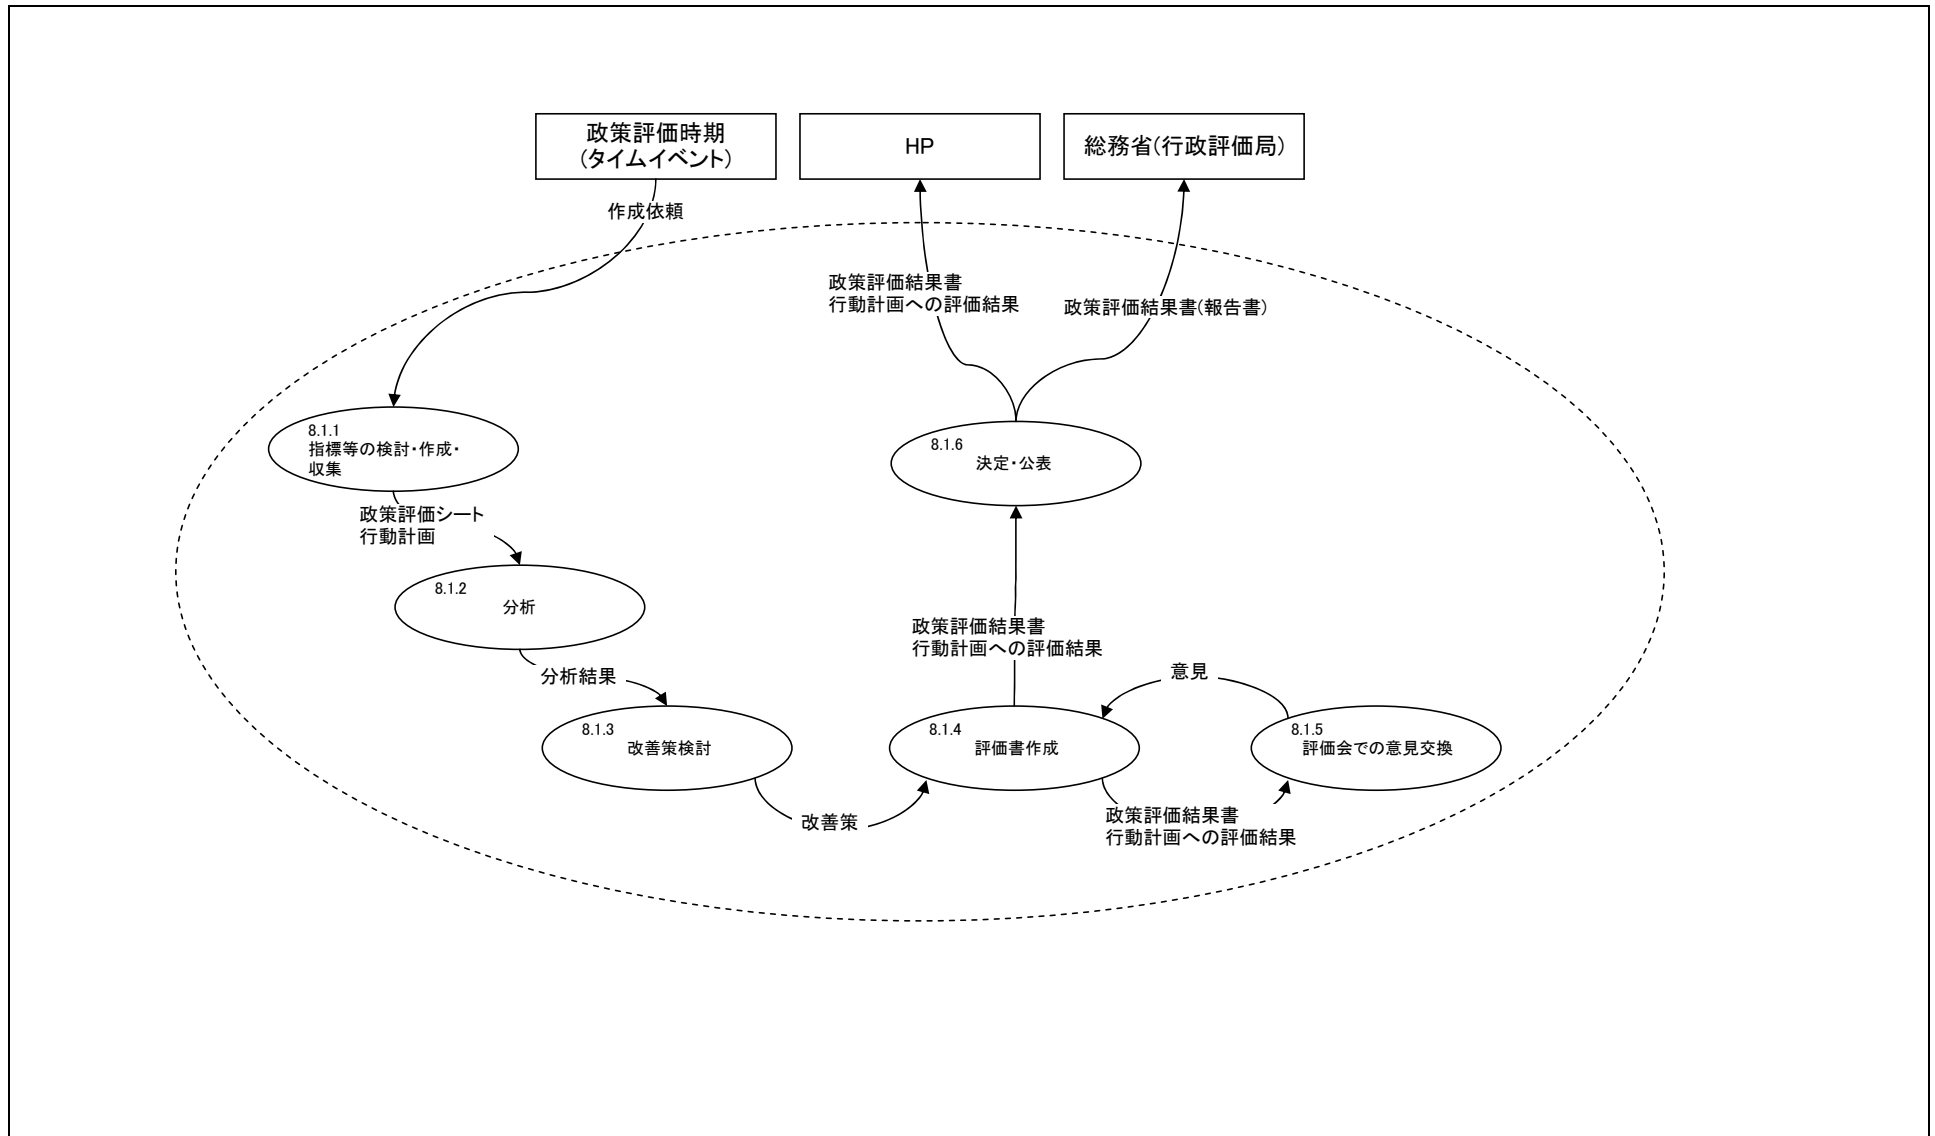 政策評価時期
(タイムイベント)
HP
総務省(行政評価局)
作成依頼
政策評価結果書
行動計画への評価結果
政策評価結果書(報告書)
8.1.1
指標等の検討・作成・
収集
8.1.6
決定・公表
政策評価シート
行動計画
8.1.2
分析
政策評価結果書
行動計画への評価結果
分析結果
意見
8.1.3
改善策検討
8.1.4
評価書作成
8.1.5
評価会での意見交換
改善策
政策評価結果書
行動計画への評価結果